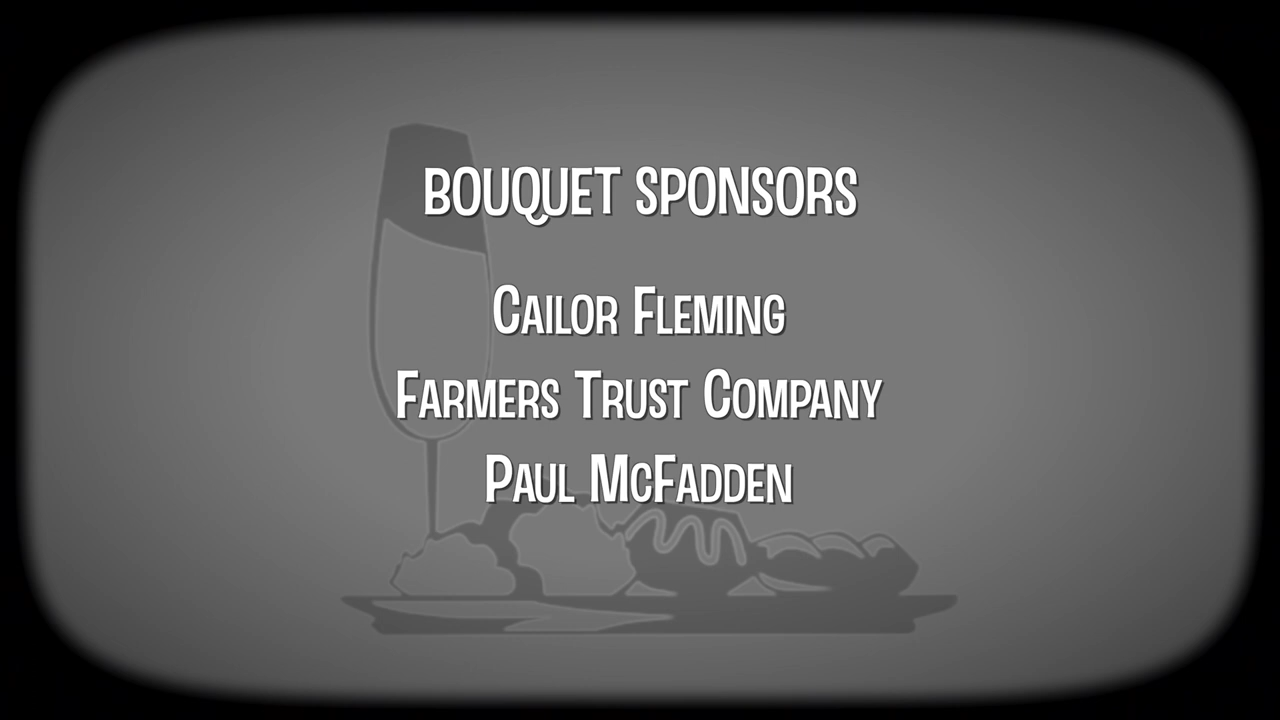 BOUQUET SPONSORS
Cailor Fleming
Farmers Trust Company
Paul McFadden